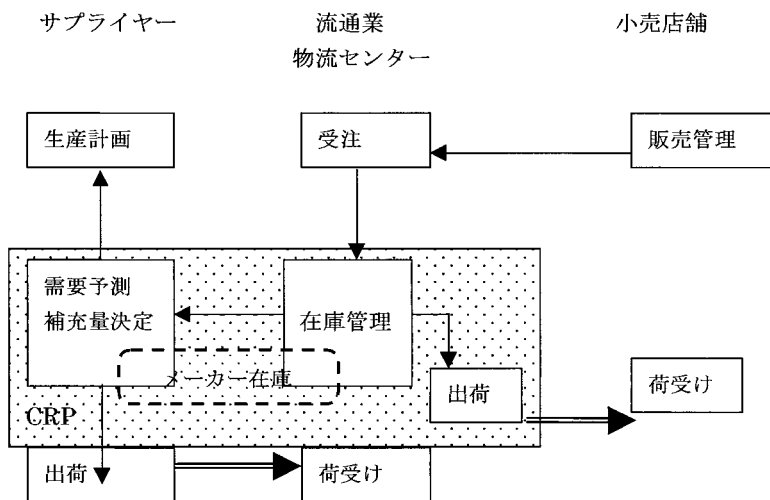 サプライヤー
流通業
物流センター
小売店舗
生産計画
受注
販売管理
需要予測
補充量決定
在庫管理
メーカー在庫
出荷
荷受け
CRP
出荷
荷受け